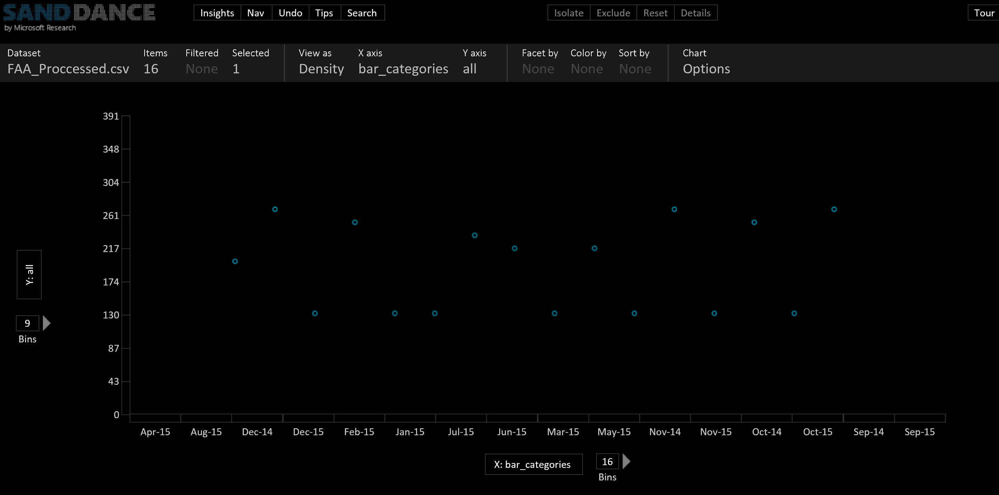 SANDDANCE
by Microsoft Research
Insights Nav Undo Tips Search
Isolate Exclude Reset Details
Tour
Dataset Items Filtered Selected View as X axis Y axis Facet by Color by Sort by Chart
FAA_Proccessed.csv 16 None 1 Density bar_categories all None None None Options
391
348
304
261
217
174
130
87
43
0
Y: all
9
Bins
Apr-15 Aug-15 Dec-14 Dec-15 Feb-15 Jan-15 Jul-15 Jun-15 Mar-15 May-15 Nov-14 Nov-15 Oct-14 Oct-15 Sep-14 Sep-15
X: bar_categories
16
Bins